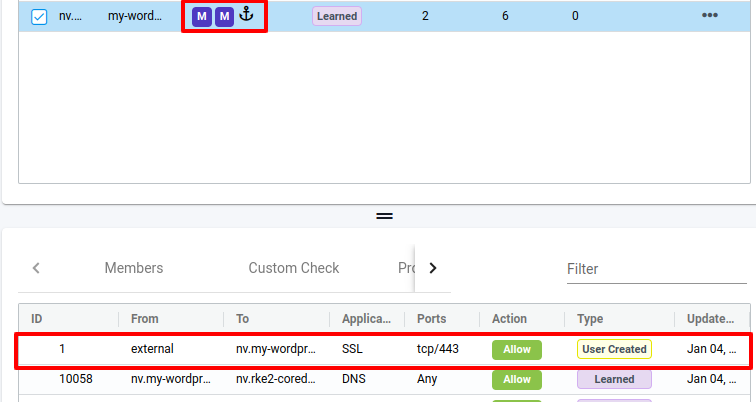 nv.... my-word... M M Learned 2 6 0 •••
Members Custom Check Pro Filter
ID From To Applica... Ports Action Type Update...
1 external nv.my-wordpr... SSL tcp/443 Allow User Created Jan 04, ...
10058 nv.my-wordpr... nv.rke2-cored... DNS Any Allow Learned Jan 04, ...